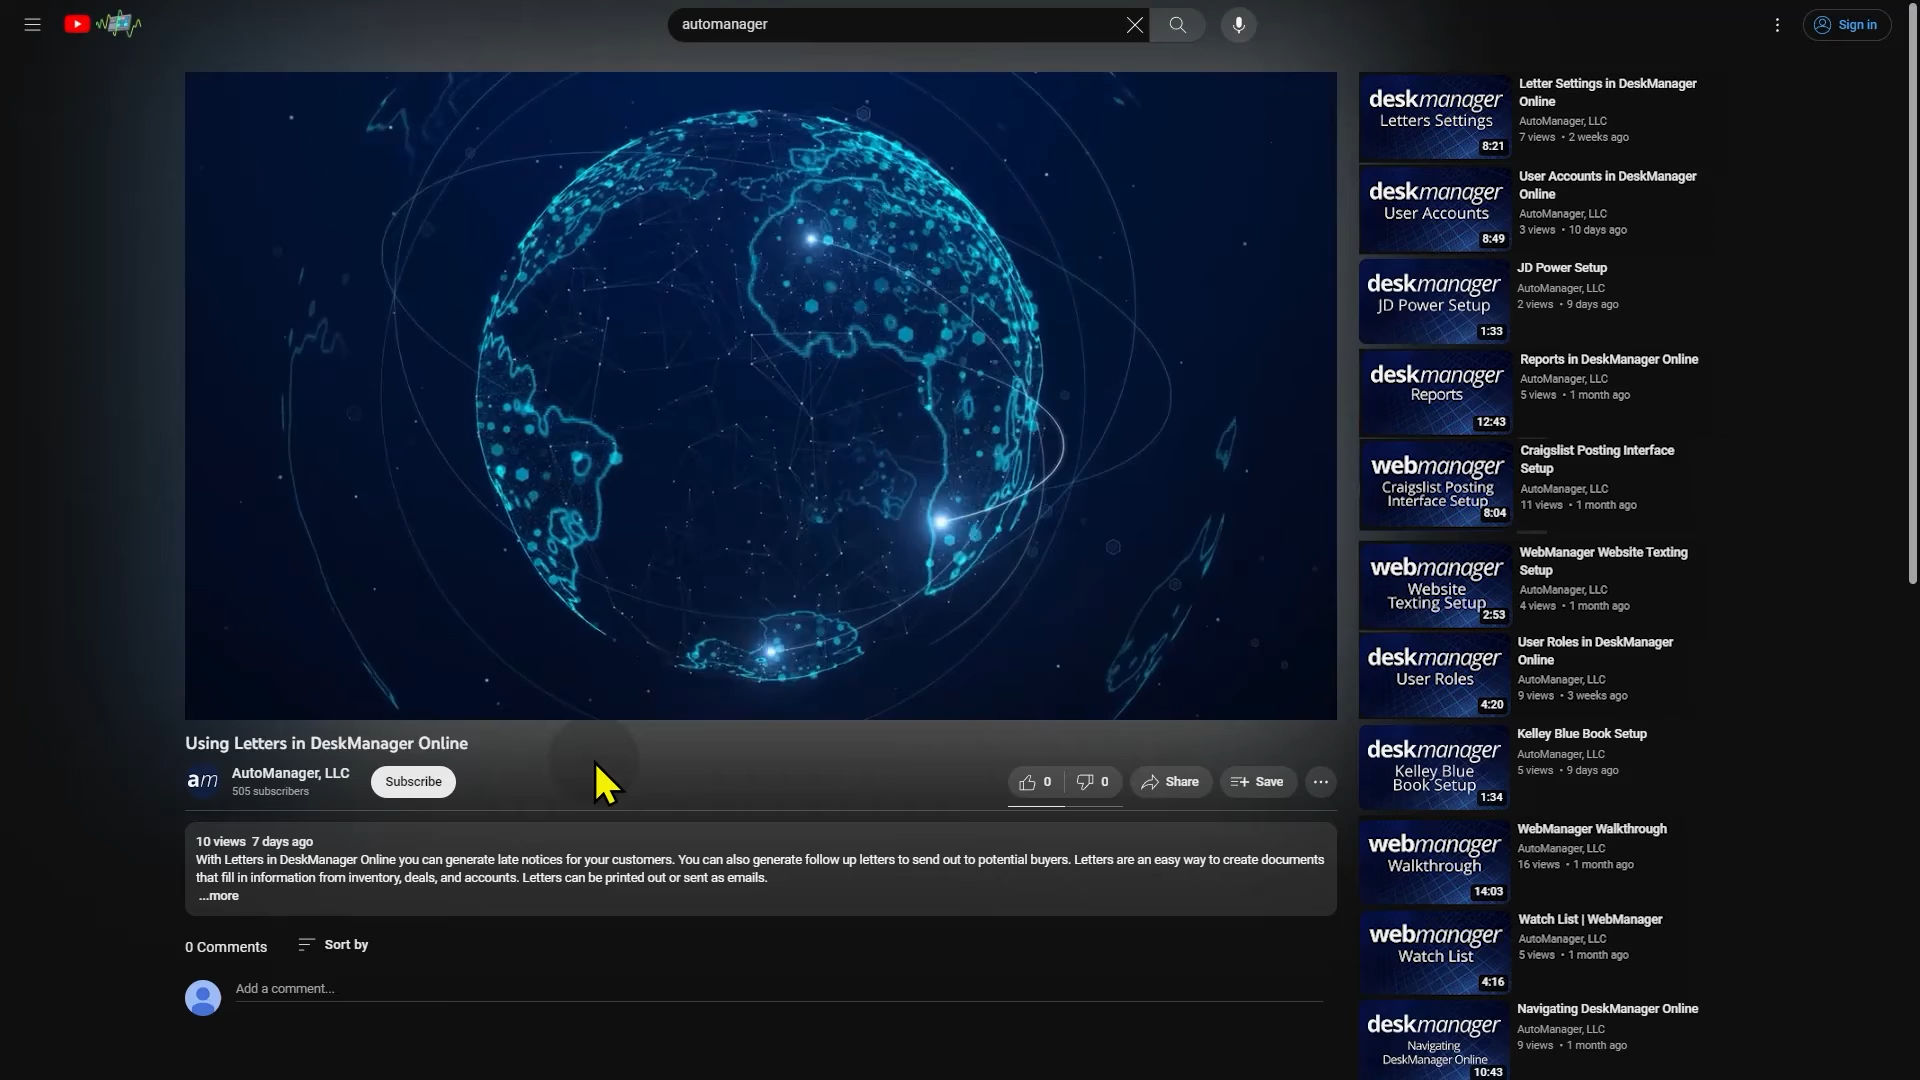 automanager
Sign in
Using Letters in DeskManager Online
am
AutoManager, LLC
505 subscribers
Subscribe
0
0
Share
Save
10 views 7 days ago
With Letters in DeskManager Online you can generate late notices for your customers. You can also generate follow up letters to send out to potential buyers. Letters are an easy way to create documents
that fill in information from inventory, deals, and accounts. Letters can be printed out or sent as emails.
...more
0 Comments
Sort by
Add a comment...
deskmanager
Letters Settings
8:21
Letter Settings in DeskManager
Online
AutoManager, LLC
7 views • 2 weeks ago
deskmanager
User Accounts
8:49
User Accounts in DeskManager
Online
AutoManager, LLC
3 views • 10 days ago
deskmanager
JD Power Setup
1:33
JD Power Setup
AutoManager, LLC
2 views • 9 days ago
deskmanager
Reports
12:43
Reports in DeskManager Online
AutoManager, LLC
5 views • 1 month ago
webmanager
Craigslist Posting
Interface Setup
8:04
Craigslist Posting Interface
Setup
AutoManager, LLC
11 views • 1 month ago
webmanager
Website
Texting Setup
2:53
WebManager Website Texting
Setup
AutoManager, LLC
4 views • 1 month ago
deskmanager
User Roles
4:20
User Roles in DeskManager
Online
AutoManager, LLC
9 views • 3 weeks ago
deskmanager
Kelley Blue
Book Setup
1:34
Kelley Blue Book Setup
AutoManager, LLC
5 views • 9 days ago
webmanager
Walkthrough
14:03
WebManager Walkthrough
AutoManager, LLC
16 views • 1 month ago
webmanager
Watch List
4:16
Watch List | WebManager
AutoManager, LLC
5 views • 1 month ago
deskmanager
Navigating
DeskManager Online
10:43
Navigating DeskManager Online
AutoManager, LLC
9 views • 1 month ago